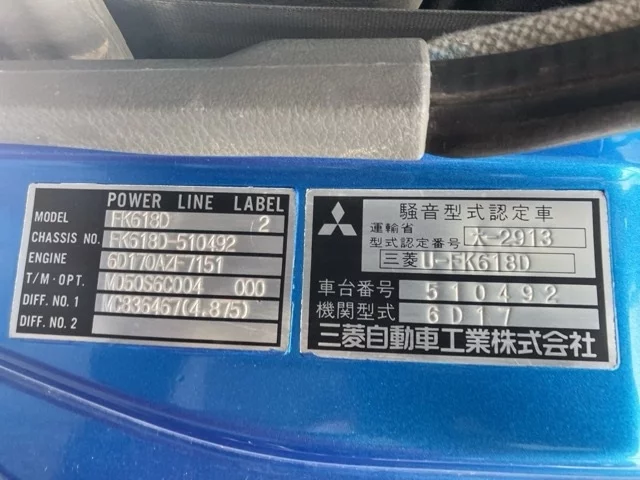 POWER LINE LABEL
MODEL FK618D 2
CHASSIS NO. FK618D-510492
ENGINE 6D170AZF7151
T/M·OPT. M050S6C004 000
DIFF. NO. 1 MC836467(4.875)
DIFF. NO. 2
騒音型式認定車
運輸省
型式認定番号 大-2913
三菱U-FK618D
車台番号 510492
機関型式 6D17
三菱自動車工業株式会社